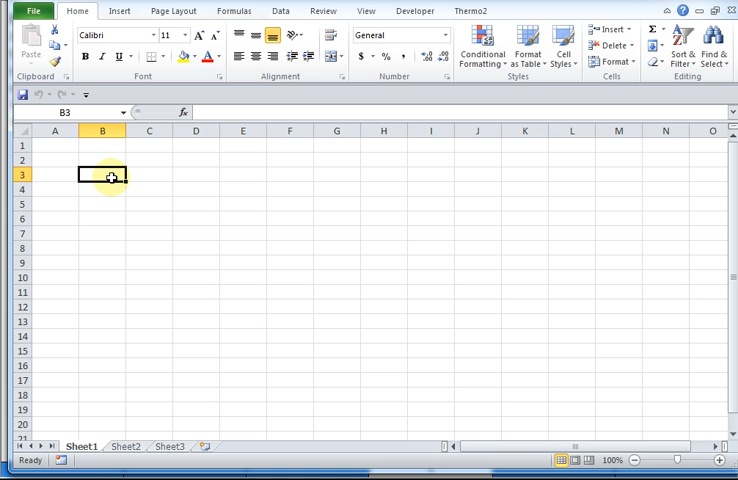 File Home Insert Page Layout Formulas Data Review View Developer Thermo2
Calibri 11 General Insert Σ
Paste Conditional Format Cell Delete Sort & Find &
B I U A $ % , Formatting as Table Styles Format Filter Select
Clipboard Font Alignment Number Styles Cells Editing
B3 fx
A B C D E F G H I J K L M N O
1
2
3
4
5
6
7
8
9
10
11
12
13
14
15
16
17
18
19
20
21
Sheet1 Sheet2 Sheet3
Ready 100%